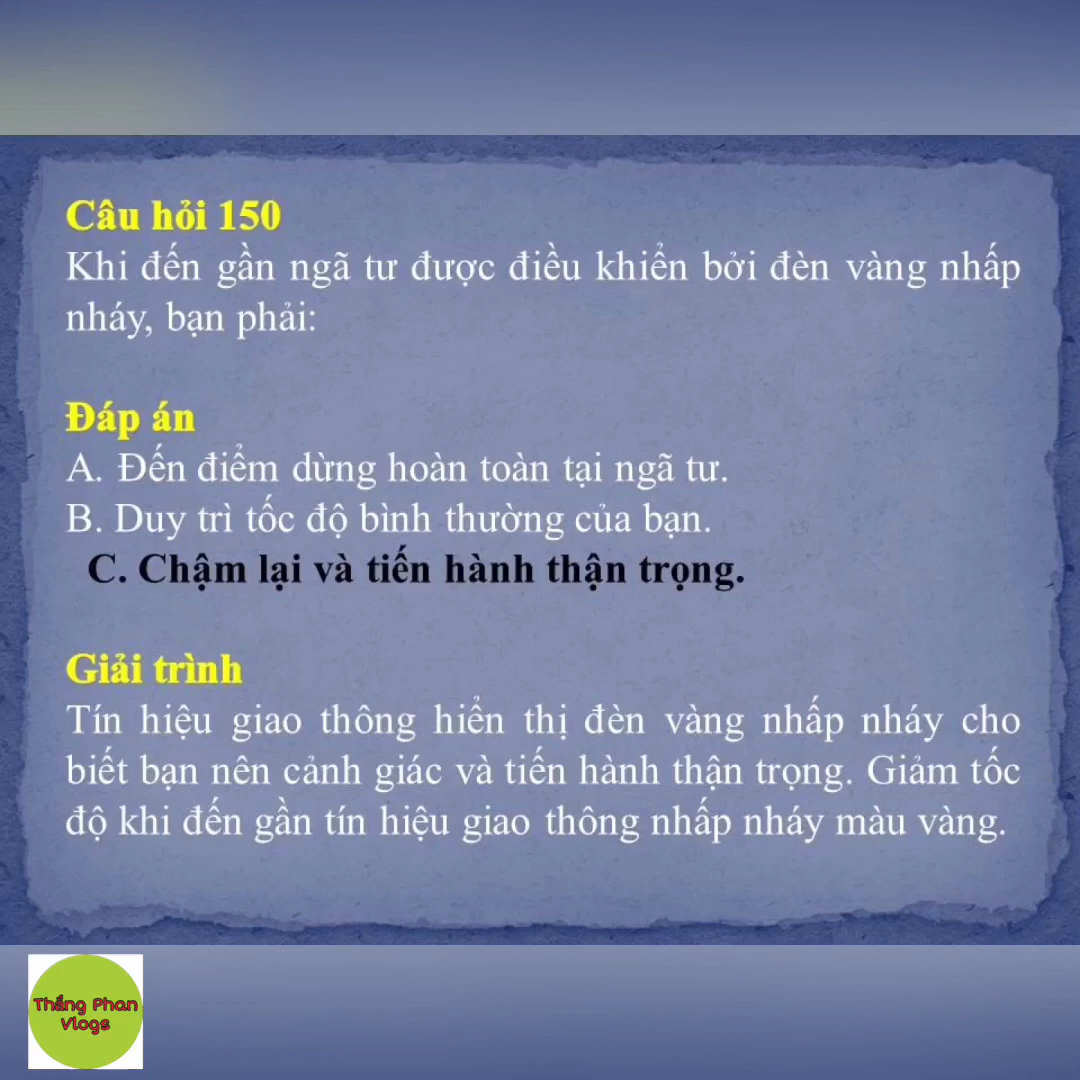 Câu hỏi 150
Khi đến gần ngã tư được điều khiển bởi đèn vàng nhấp
nháy, bạn phải:
Đáp án
A. Đến điểm dừng hoàn toàn tại ngã tư.
B. Duy trì tốc độ bình thường của bạn.
C. Chậm lại và tiến hành thận trọng.
Giải trình
Tín hiệu giao thông hiển thị đèn vàng nhấp nháy cho
biết bạn nên cảnh giác và tiến hành thận trọng. Giảm tốc
độ khi đến gần tín hiệu giao thông nhấp nháy màu vàng.
Thắng Phan
Vlogs